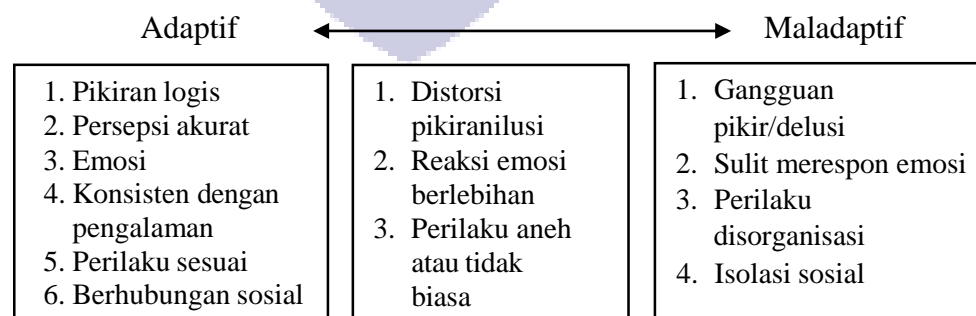 Adaptif
Maladaptif
1. Pikiran logis
2. Persepsi akurat
3. Emosi
4. Konsisten dengan
pengalaman
5. Perilaku sesuai
6. Berhubungan sosial
1. Distorsi
pikiranilusi
2. Reaksi emosi
berlebihan
3. Perilaku aneh
atau tidak
biasa
1. Gangguan
pikir/delusi
2. Sulit merespon emosi
3. Perilaku
disorganisasi
4. Isolasi sosial